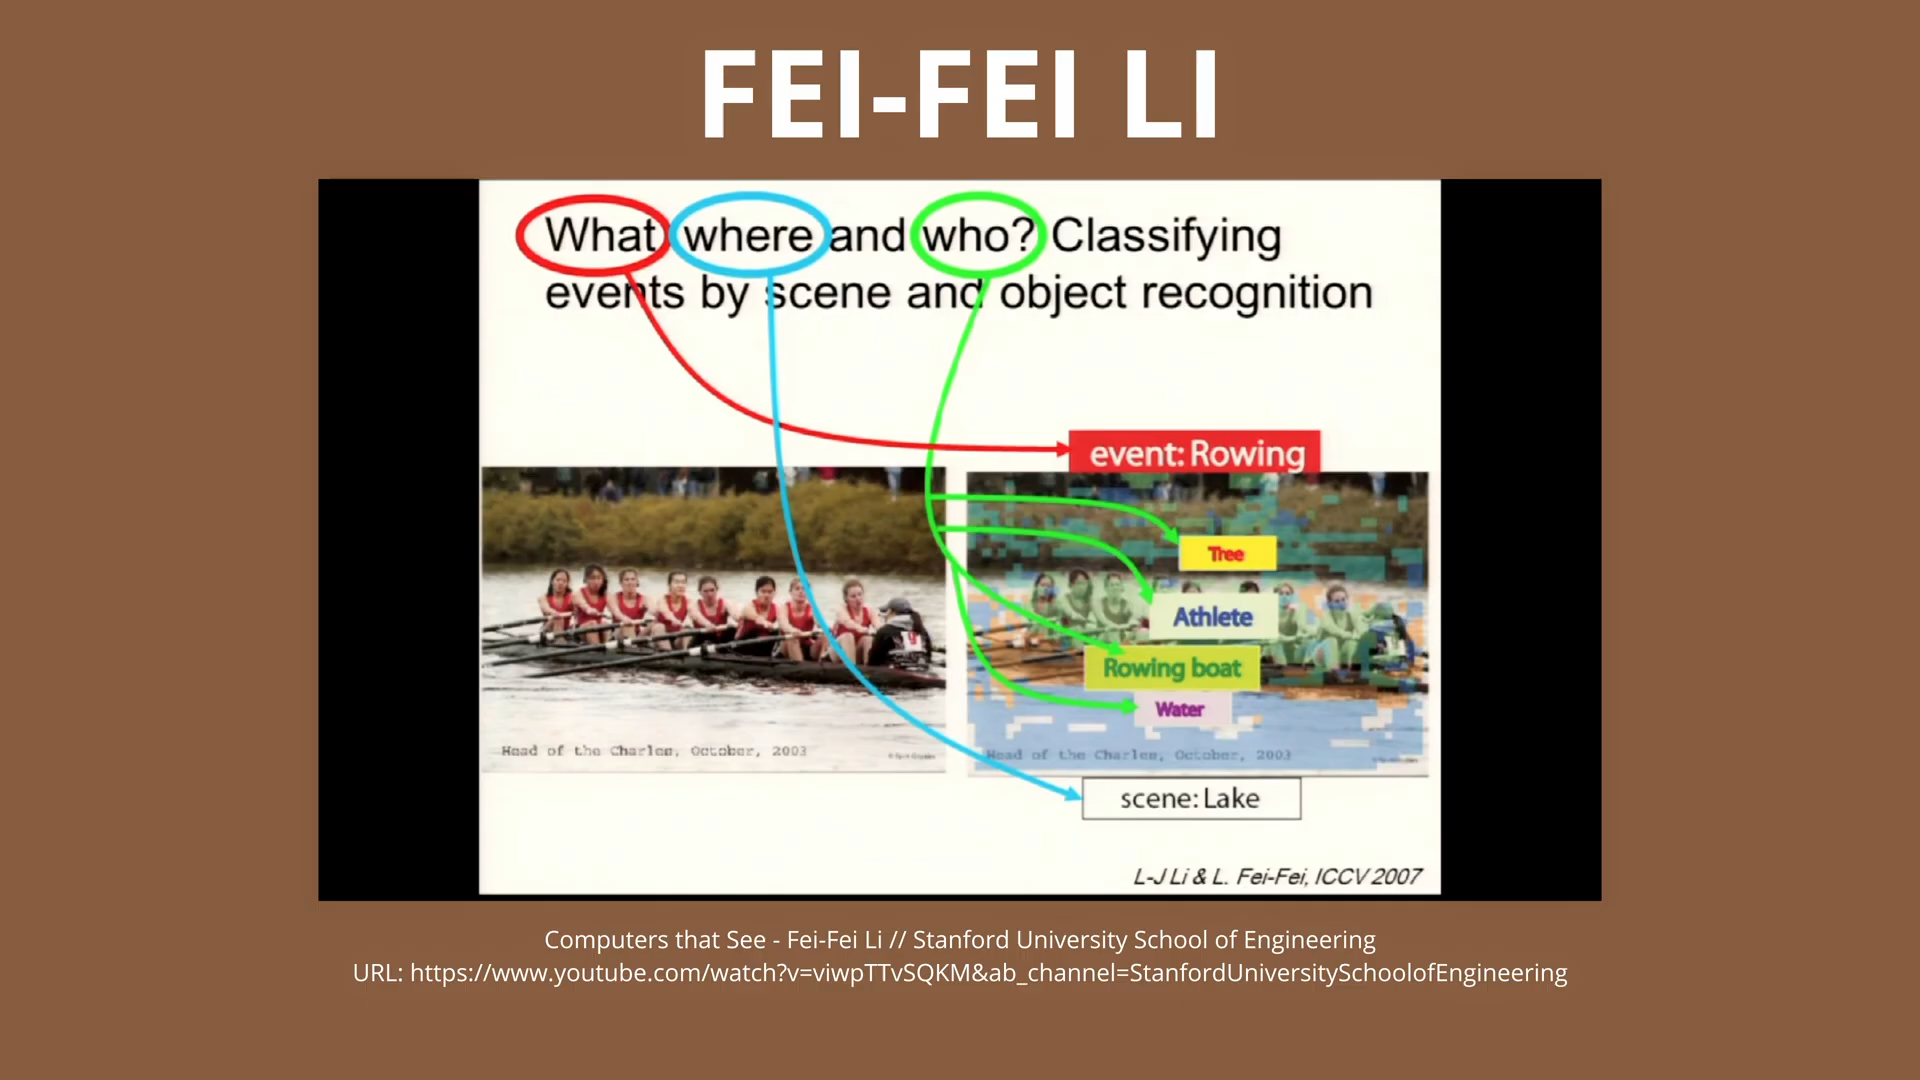 FEI-FEI LI
What where and who? Classifying
events by scene and object recognition
event: Rowing
Tree
Athlete
Rowing boat
Water
Head of the Charles, October, 2003
Head of the Charles, October, 2003
scene: Lake
L-J Li & L. Fei-Fei, ICCV 2007
Computers that See - Fei-Fei Li // Stanford University School of Engineering
URL: https://www.youtube.com/watch?v=viwpTTvSQKM&ab_channel=StanfordUniversitySchoolofEngineering